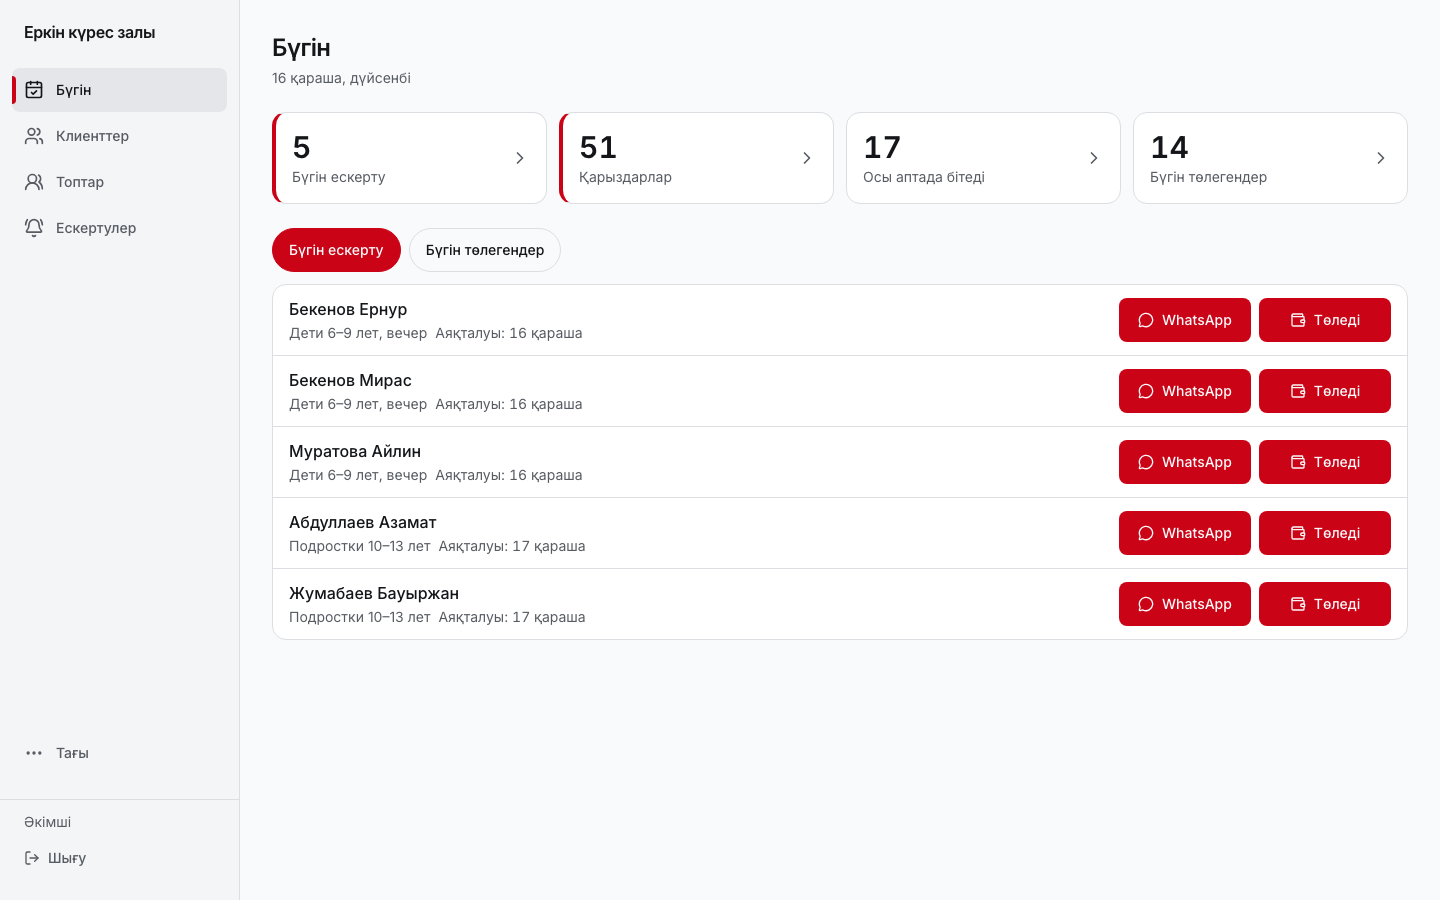 Еркін күрес залы
Бүгін
Клиенттер
Топтар
Ескертулер
Тағы
Әкімші
Шығу
Бүгін
16 қараша, дүйсенбі
5
Бүгін ескерту
51
Қарыздарлар
17
Осы аптада бітеді
14
Бүгін төлегендер
Бүгін ескерту
Бүгін төлегендер
Бекенов Ернур
Дети 6–9 лет, вечер Аяқталуы: 16 қараша
WhatsApp
Төледі
Бекенов Мирас
Дети 6–9 лет, вечер Аяқталуы: 16 қараша
WhatsApp
Төледі
Муратова Айлин
Дети 6–9 лет, вечер Аяқталуы: 16 қараша
WhatsApp
Төледі
Абдуллаев Азамат
Подростки 10–13 лет Аяқталуы: 17 қараша
WhatsApp
Төледі
Жумабаев Бауыржан
Подростки 10–13 лет Аяқталуы: 17 қараша
WhatsApp
Төледі